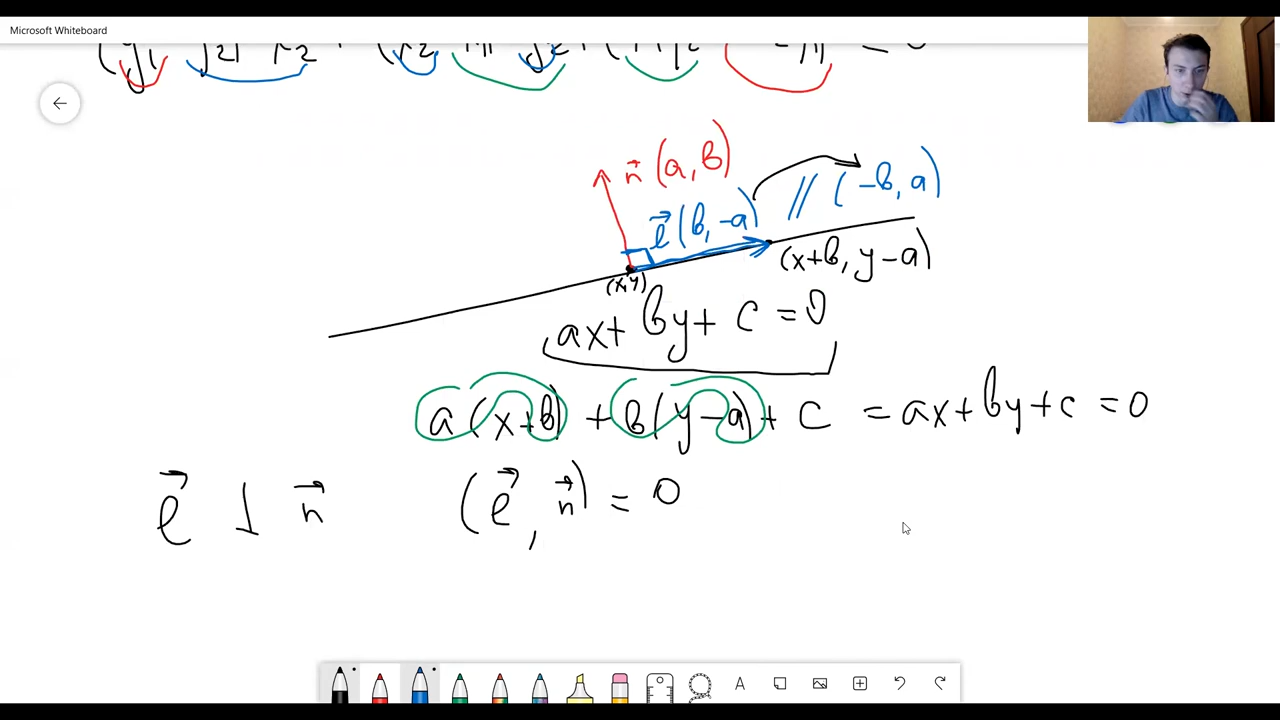 Microsoft Whiteboard
n⃗ (a, b)
l⃗ (b, -a) // (-b, a)
(x+b, y-a)
(x,y)
ax + by + c = 0
a(x+b) + b(y-a) + c = ax+by+c = 0
l⃗ ⊥ n⃗ (l⃗, n⃗) = 0
A